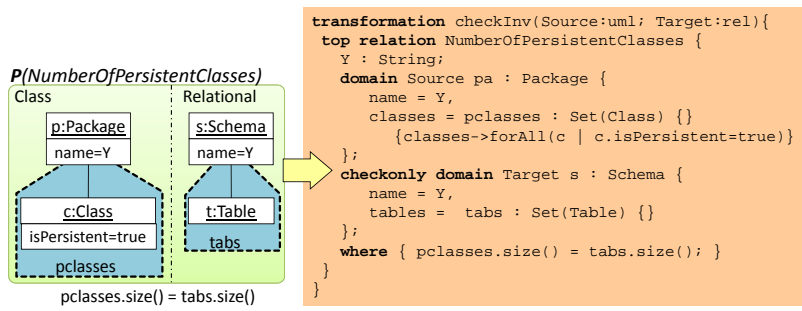 P(NumberOfPersistentClasses)
Class
Relational
p:Package
name=Y
s:Schema
name=Y
c:Class
isPersistent=true
pclasses
t:Table
tabs
pclasses.size() = tabs.size()
transformation checkInv(Source:uml; Target:rel){
top relation NumberOfPersistentClasses {
Y : String;
domain Source pa : Package {
name = Y,
classes = pclasses : Set(Class) {}
{classes->forAll(c | c.isPersistent=true)}
};
checkonly domain Target s : Schema {
name = Y,
tables = tabs : Set(Table) {}
};
where { pclasses.size() = tabs.size(); }
}
}